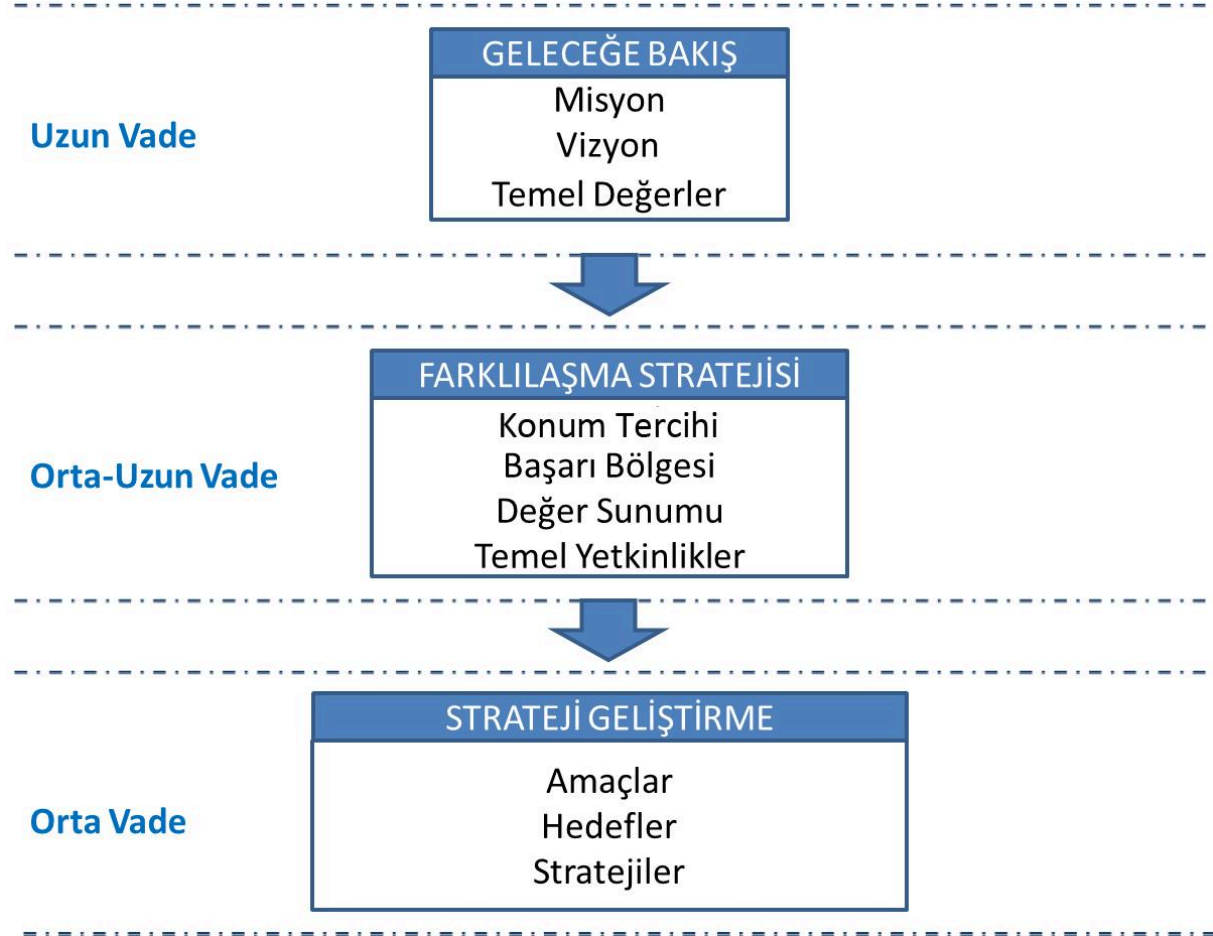 GELECEĞE BAKIŞ
Misyon
Vizyon
Temel Değerler
Uzun Vade
FARKLILAŞMA STRATEJİSİ
Konum Tercihi
Başarı Bölgesi
Değer Sunumu
Temel Yetkinlikler
Orta-Uzun Vade
STRATEJİ GELİŞTİRME
Amaçlar
Hedefler
Stratejiler
Orta Vade